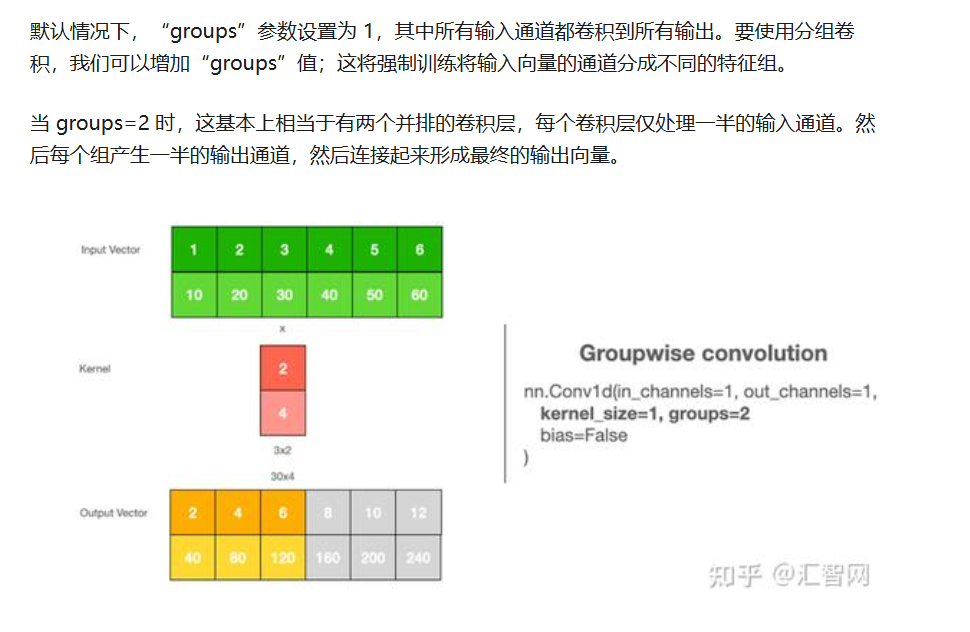 默认情况下，“groups”参数设置为 1，其中所有输入通道都卷积到所有输出。要使用分组卷
积，我们可以增加“groups”值；这将强制训练将输入向量的通道分成不同的特征组。
当 groups=2 时，这基本上相当于有两个并排的卷积层，每个卷积层仅处理一半的输入通道。然
后每个组产生一半的输出通道，然后连接起来形成最终的输出向量。
Input Vector
1 2 3 4 5 6
10 20 30 40 50 60
x
Kernel
2
4
3x2
30x4
Output Vector
2 4 6 8 10 12
40 80 120 160 200 240
Groupwise convolution
nn.Conv1d(in_channels=1, out_channels=1,
kernel_size=1, groups=2
bias=False
)
知乎 @汇智网